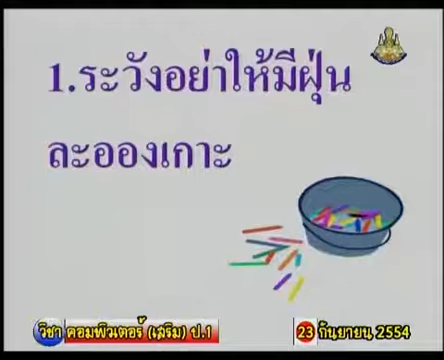 1.ระวังอย่าให้มีฝุ่น
ละอองเกาะ
วิชา คอมพิวเตอร์ (เสริม) ป.1
23 กันยายน 2554